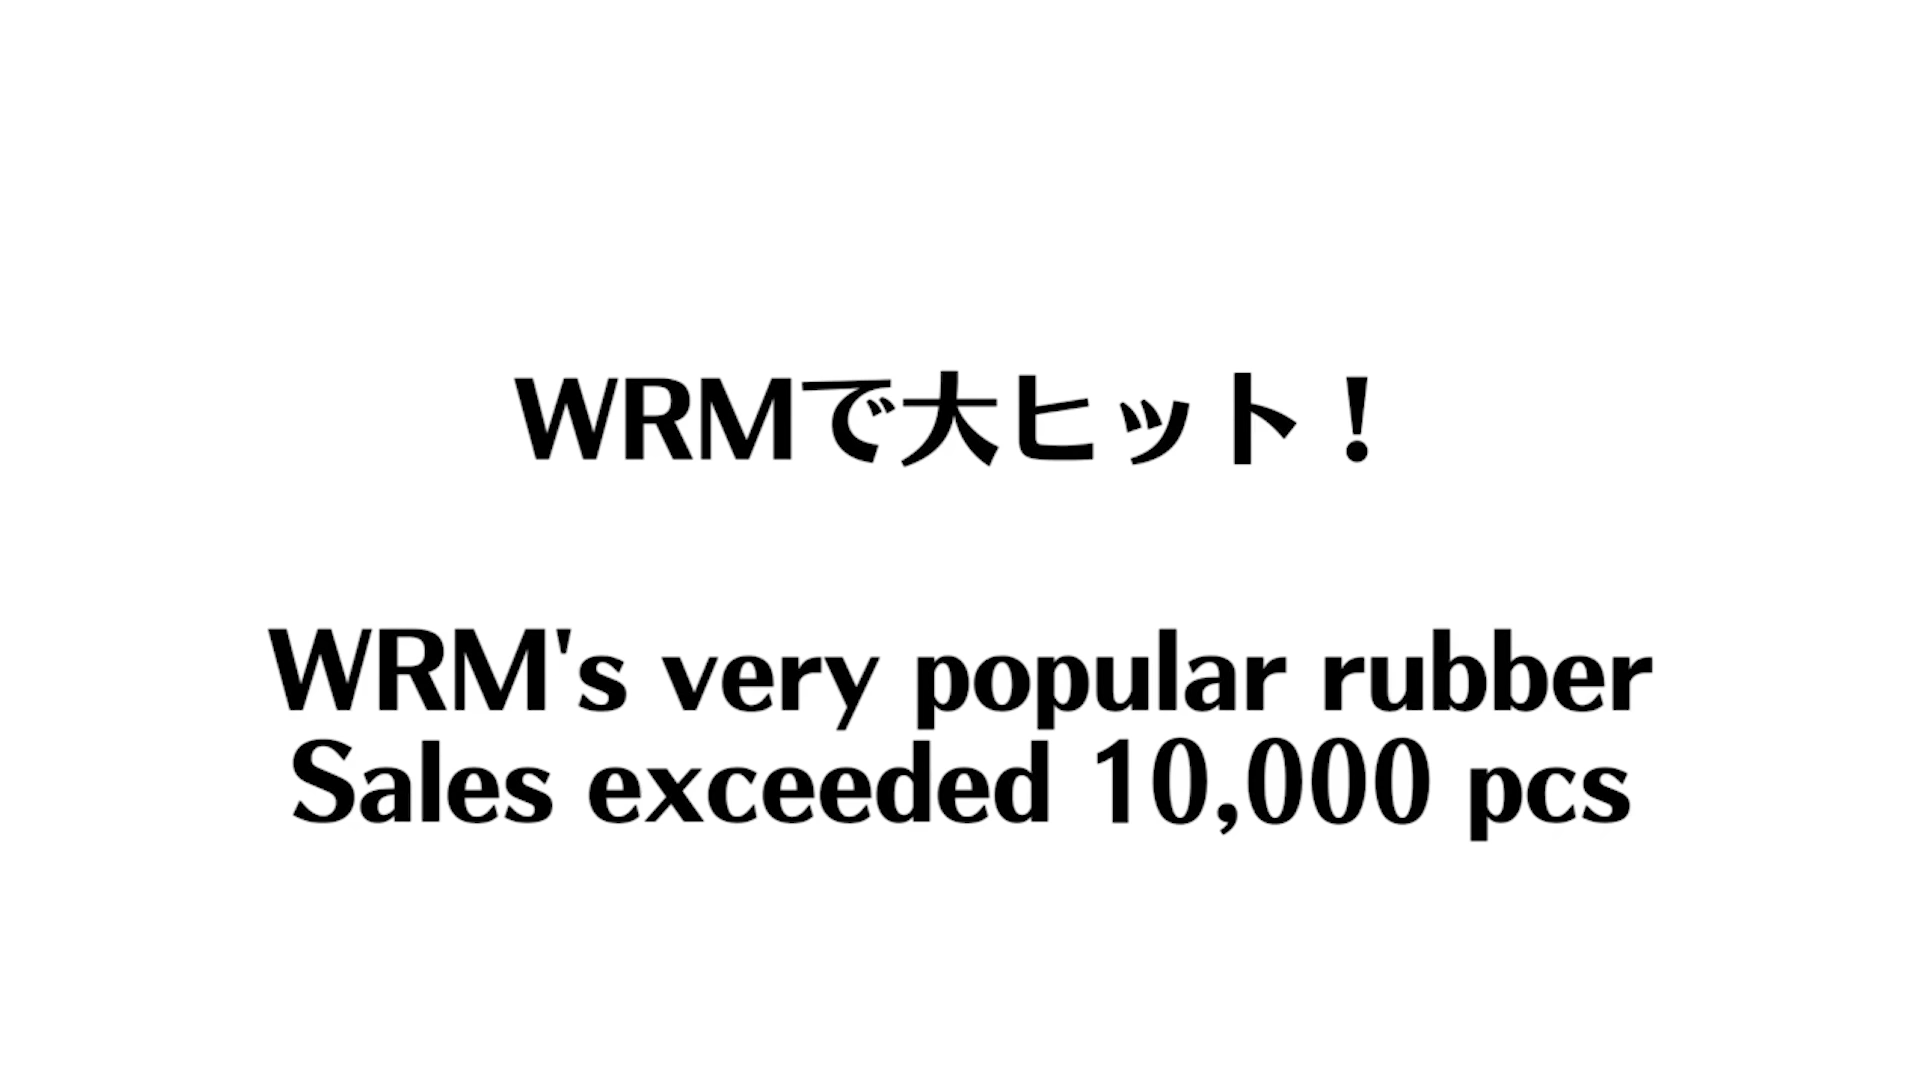 WRMで大ヒット！
WRM's very popular rubber
Sales exceeded 10,000 pcs